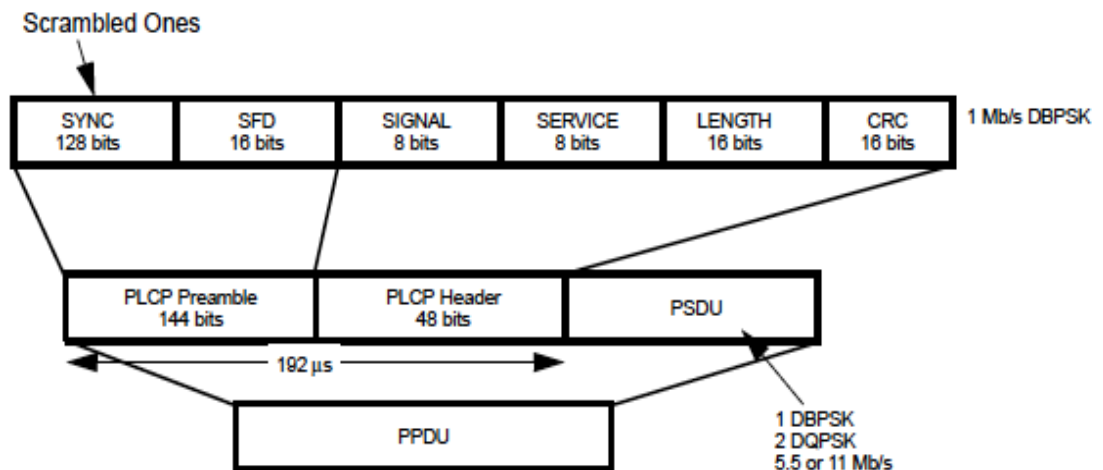 Scrambled Ones
SYNC
128 bits
SFD
16 bits
SIGNAL
8 bits
SERVICE
8 bits
LENGTH
16 bits
CRC
16 bits
1 Mb/s DBPSK
PLCP Preamble
144 bits
PLCP Header
48 bits
PSDU
192 μs
1 DBPSK
2 DQPSK
5.5 or 11 Mb/s
PPDU